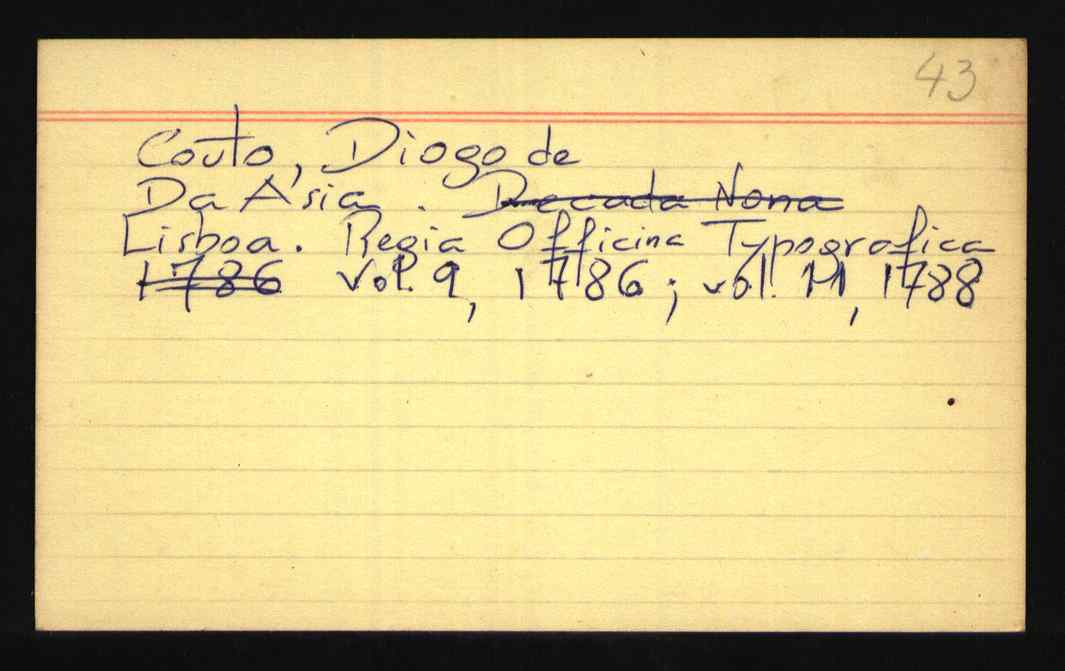 43
Couto, Diogo de
Da Ásia. Decada Nona
Lisboa. Regia Officina Typografica
1786 Vol. 9, 1786; vol. 11, 1788